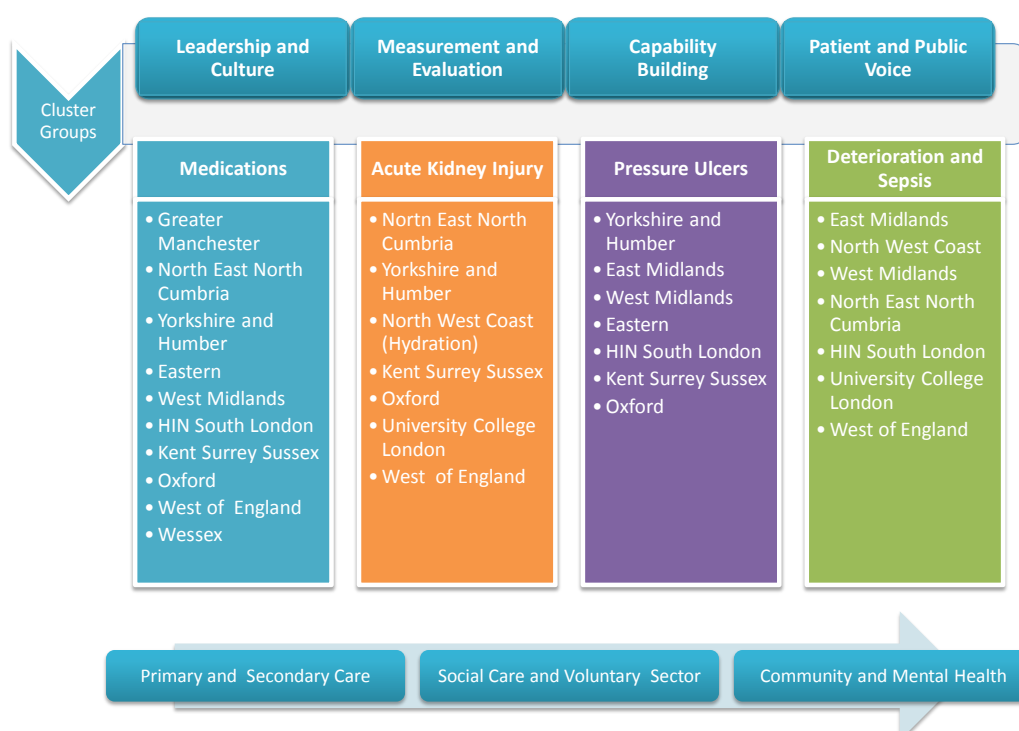 Leadership and
Culture
Measurement and
Evaluation
Capability
Building
Patient and Public
Voice
Cluster
Groups
Medications
• Greater
Manchester
• North East North
Cumbria
• Yorkshire and
Humber
• Eastern
• West Midlands
• HIN South London
• Kent Surrey Sussex
• Oxford
• West of England
• Wessex
Acute Kidney Injury
• Nortn East North
Cumbria
• Yorkshire and
Humber
• North West Coast
(Hydration)
• Kent Surrey Sussex
• Oxford
• University College
London
• West of England
Pressure Ulcers
• Yorkshire and
Humber
• East Midlands
• West Midlands
• Eastern
• HIN South London
• Kent Surrey Sussex
• Oxford
Deterioration and
Sepsis
• East Midlands
• North West Coast
• West Midlands
• North East North
Cumbria
• HIN South London
• University College
London
• West of England
Primary and Secondary Care
Social Care and Voluntary Sector
Community and Mental Health